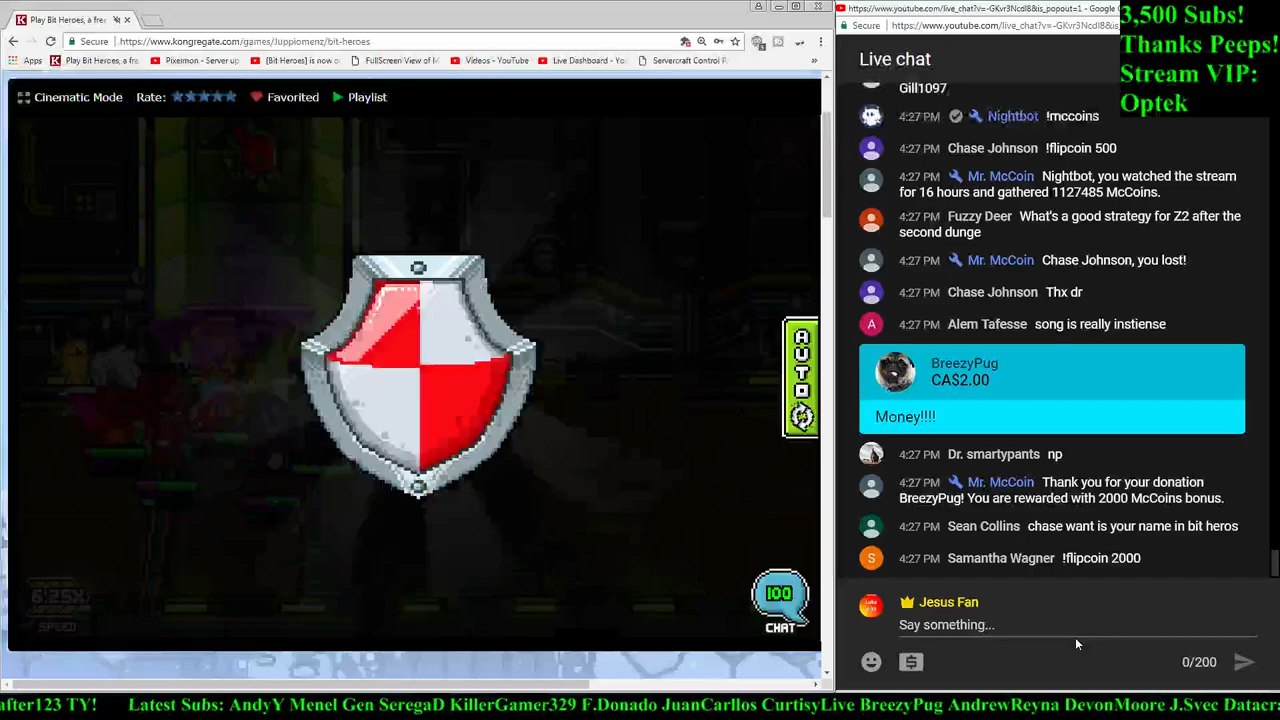 Play Bit Heroes, a fre
Secure
https://www.kongregate.com/games/Juppiomenz/bit-heroes
Apps
Play Bit Heroes, a fra
Pixelmon - Server up
[Bit Heroes] is now o
FullScreen View of M
Videos - YouTube
Live Dashboard - Yo
Servercraft Control P
»
Cinematic Mode
Rate:
Favorited
Playlist
AUTO
6.25X
SPEED
100
CHAT
https://www.youtube.com/live_chat?v=-GKvr3NcdI8&is_popout=1 - Google C
Secure
https://www.youtube.com/live_chat?v=-GKvr3NcdI8&is_pop
3,500 Subs!
Thanks Peeps!
Stream VIP:
Optek
Live chat
Gill1097
4:27 PM Nightbot !mccoins
4:27 PM Chase Johnson !flipcoin 500
4:27 PM Mr. McCoin Nightbot, you watched the stream
for 16 hours and gathered 1127485 McCoins.
4:27 PM Fuzzy Deer What's a good strategy for Z2 after the
second dunge
4:27 PM Mr. McCoin Chase Johnson, you lost!
4:27 PM Chase Johnson Thx dr
A
4:27 PM Alem Tafesse song is really instiense
BreezyPug
CA$2.00
Money!!!!
4:27 PM Dr. smartypants np
4:27 PM Mr. McCoin Thank you for your donation
BreezyPug! You are rewarded with 2000 McCoins bonus.
4:27 PM Sean Collins chase want is your name in bit heros
S
4:27 PM Samantha Wagner !flipcoin 2000
Jesus Fan
Say something...
0/200
after123 TY! Latest Subs: AndyY Menel Gen SeregaD KillerGamer329 F.Donado JuanCarllos CurtisyLive BreezyPug AndrewReyna DevonMoore J.Svec Datacra